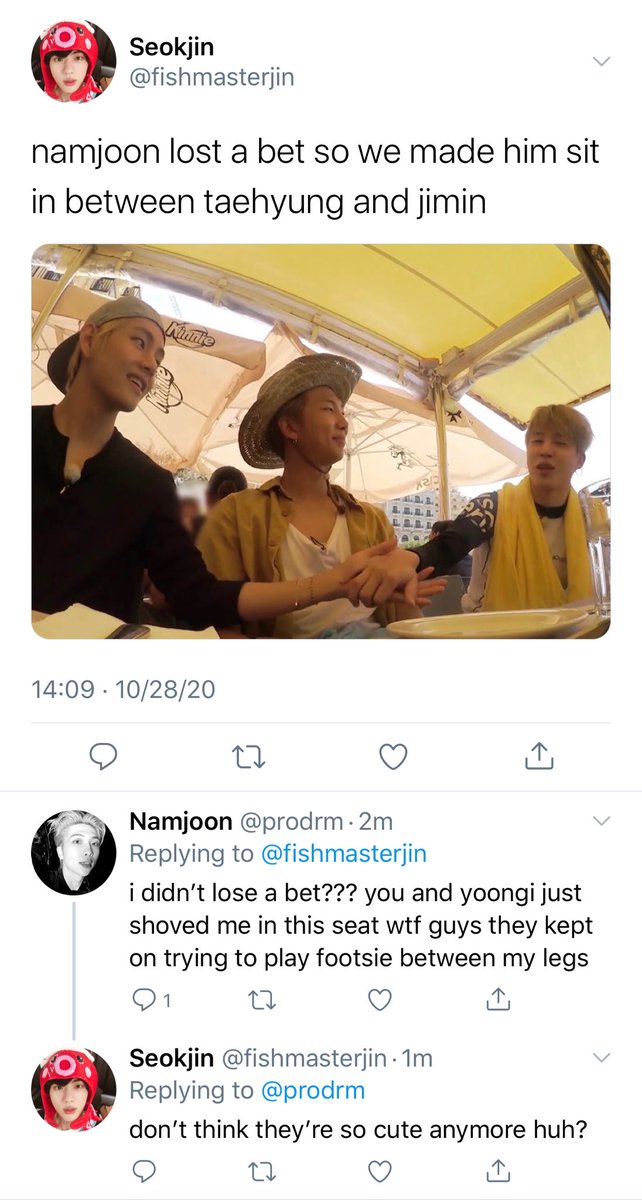 Seokjin
@fishmasterjin
namjoon lost a bet so we made him sit
in between taehyung and jimin
14:09 · 10/28/20
Namjoon @prodrm · 2m
Replying to @fishmasterjin
i didn’t lose a bet??? you and yoongi just
shoved me in this seat wtf guys they kept
on trying to play footsie between my legs
1
Seokjin @fishmasterjin · 1m
Replying to @prodrm
don’t think they’re so cute anymore huh?